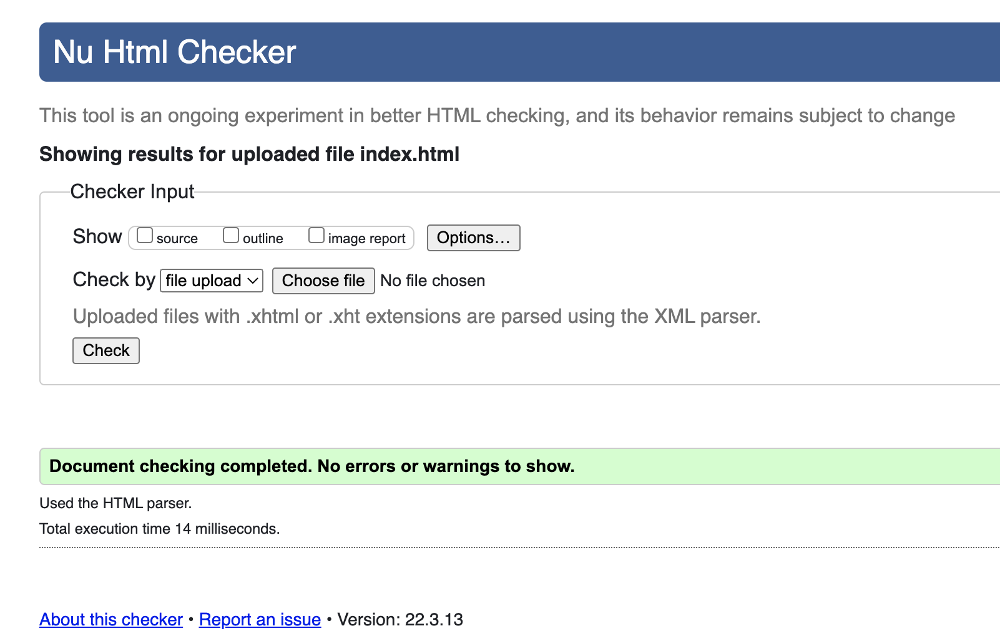 Nu Html Checker
This tool is an ongoing experiment in better HTML checking, and its behavior remains subject to change
Showing results for uploaded file index.html
Checker Input
Show source outline image report Options…
Check by file upload Choose file No file chosen
Uploaded files with .xhtml or .xht extensions are parsed using the XML parser.
Check
Document checking completed. No errors or warnings to show.
Used the HTML parser.
Total execution time 14 milliseconds.
About this checker • Report an issue • Version: 22.3.13